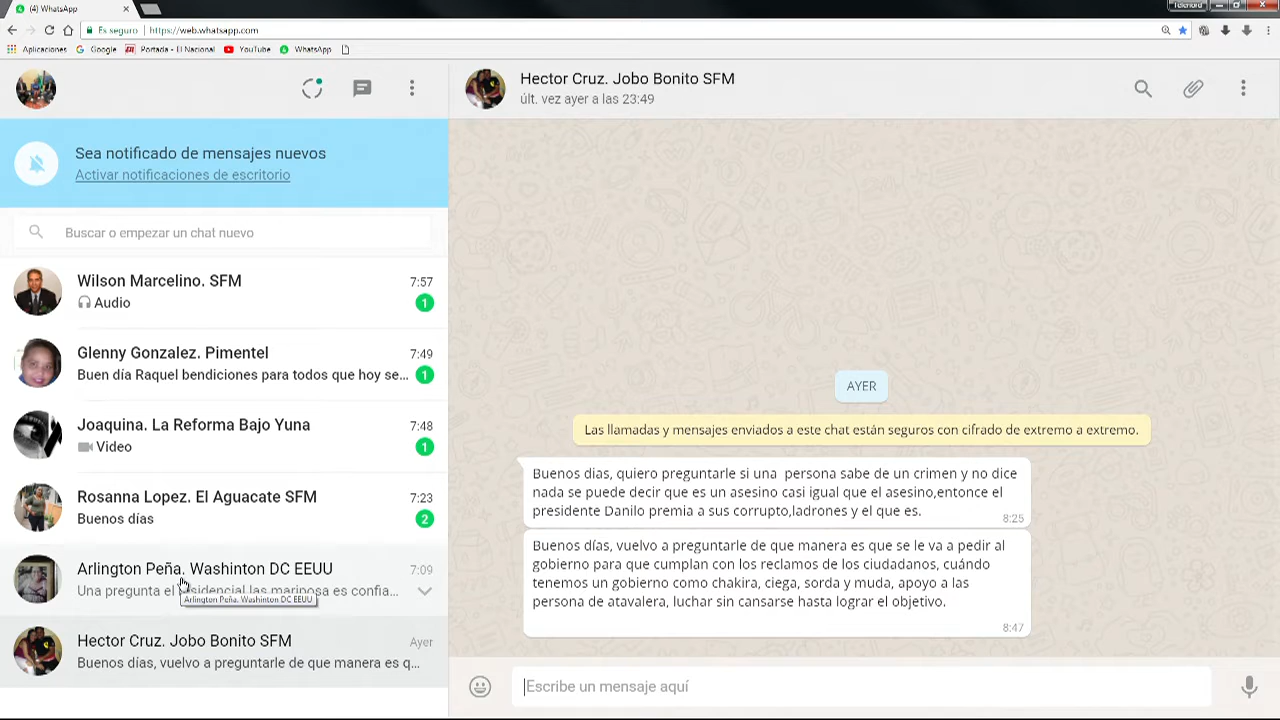 (4) WhatsApp
Telenord
Es seguro | https://web.whatsapp.com
Aplicaciones Google Portada - El Nacional YouTube WhatsApp
Hector Cruz. Jobo Bonito SFM
últ. vez ayer a las 23:49
Sea notificado de mensajes nuevos
Activar notificaciones de escritorio
Buscar o empezar un chat nuevo
Wilson Marcelino. SFM 7:57
Audio 1
Glenny Gonzalez. Pimentel 7:49
Buen día Raquel bendiciones para todos que hoy se... 1
Joaquina. La Reforma Bajo Yuna 7:48
Video 1
Rosanna Lopez. El Aguacate SFM 7:23
Buenos días 2
Arlington Peña. Washinton DC EEUU 7:09
Una pregunta el residencial las mariposa es confia...
Arlington Peña. Washinton DC EEUU
Hector Cruz. Jobo Bonito SFM Ayer
Buenos días, vuelvo a preguntarle de que manera es q...
AYER
Las llamadas y mensajes enviados a este chat están seguros con cifrado de extremo a extremo.
Buenos dias, quiero preguntarle si una persona sabe de un crimen y no dice
nada se puede decir que es un asesino casi igual que el asesino,entonce el
presidente Danilo premia a sus corrupto,ladrones y el que es.
8:25
Buenos días, vuelvo a preguntarle de que manera es que se le va a pedir al
gobierno para que cumplan con los reclamos de los ciudadanos, cuándo
tenemos un gobierno como chakira, ciega, sorda y muda, apoyo a las
persona de atavalera, luchar sin cansarse hasta lograr el objetivo.
8:47
Escribe un mensaje aquí